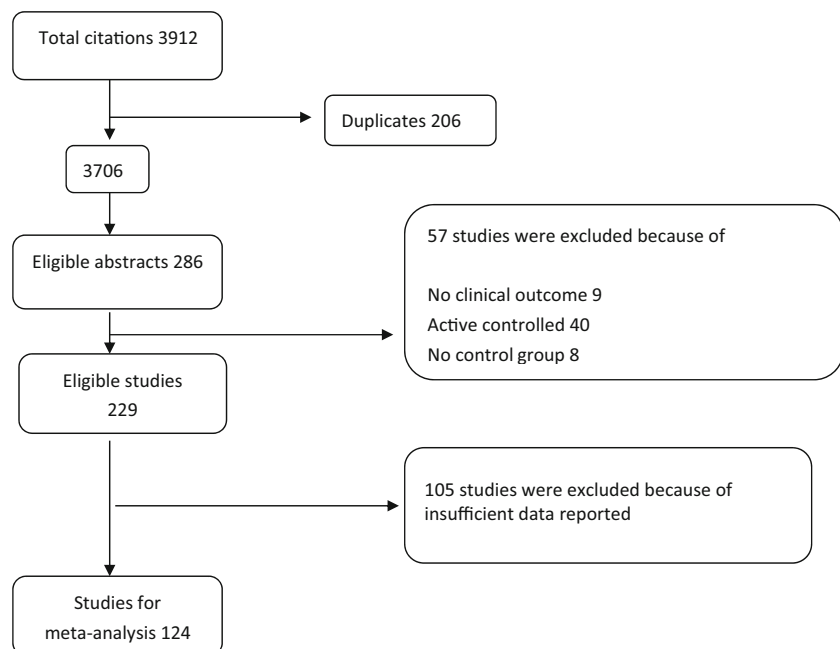 Total citations 3912
Duplicates 206
3706
Eligible abstracts 286
57 studies were excluded because of
No clinical outcome 9
Active controlled 40
No control group 8
Eligible studies
229
105 studies were excluded because of
insufficient data reported
Studies for
meta-analysis 124